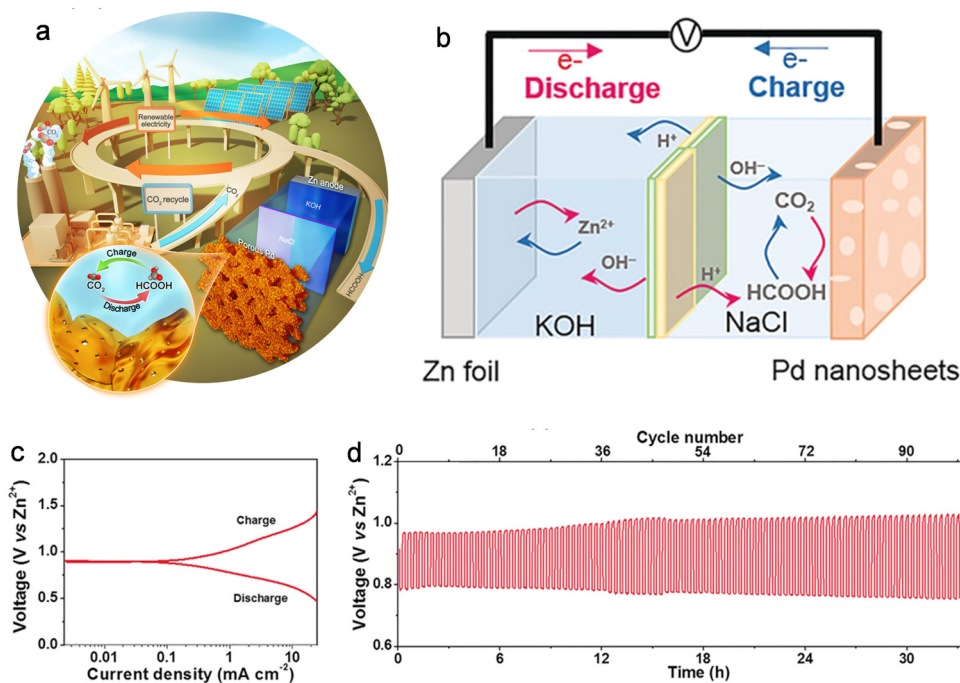 a
Renewable
electricity
CO2
CO₂ recycle
CO₂
Zn anode
KOH
NaCl
Porous Pd
HCOOH
Charge
CO₂
HCOOH
Discharge
b
V
e-
Discharge
e-
Charge
H⁺
OH⁻
Zn²⁺
CO₂
OH⁻
H⁺
HCOOH
KOH
NaCl
Zn foil
Pd nanosheets
c
2.0
1.5
1.0
0.5
0.0
Voltage (V vs Zn²⁺)
Charge
Discharge
0.01
0.1
1
10
Current density (mA cm⁻²)
d
Cycle number
0
18
36
54
72
90
1.2
1.0
0.8
0.6
Voltage (V vs Zn²⁺)
0
6
12
18
24
30
Time (h)